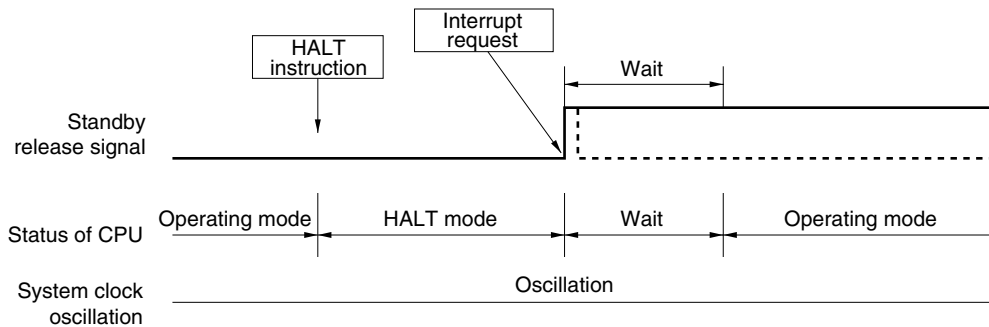 Interrupt
request
HALT
instruction
Wait
Standby
release signal
Operating mode
HALT mode
Wait
Operating mode
Status of CPU
Oscillation
System clock
oscillation